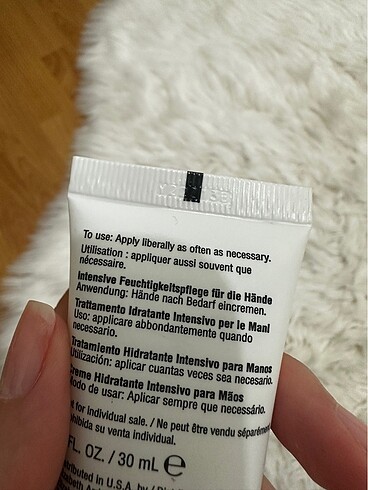 To use: Apply liberally as often as necessary.
Utilisation : appliquer aussi souvent que
nécessaire.
Intensive Feuchtigkeitspflege für die Hände
Anwendung: Hände nach Bedarf eincremen.
Trattamento Idratante Intensivo per le Mani
Uso: applicare abbondantemente quando
necessario.
Tratamiento Hidratante Intensivo para Manos
Utilización: aplicar cuantas veces sea necesario.
Creme Hidratante Intensivo para Mãos
Modo de usar: Aplicar sempre que necessário.
for individual sale. / Ne peut être vendu séparément
su venta individual.
FL. OZ. / 30 mL ℮
in U.S.A. by /